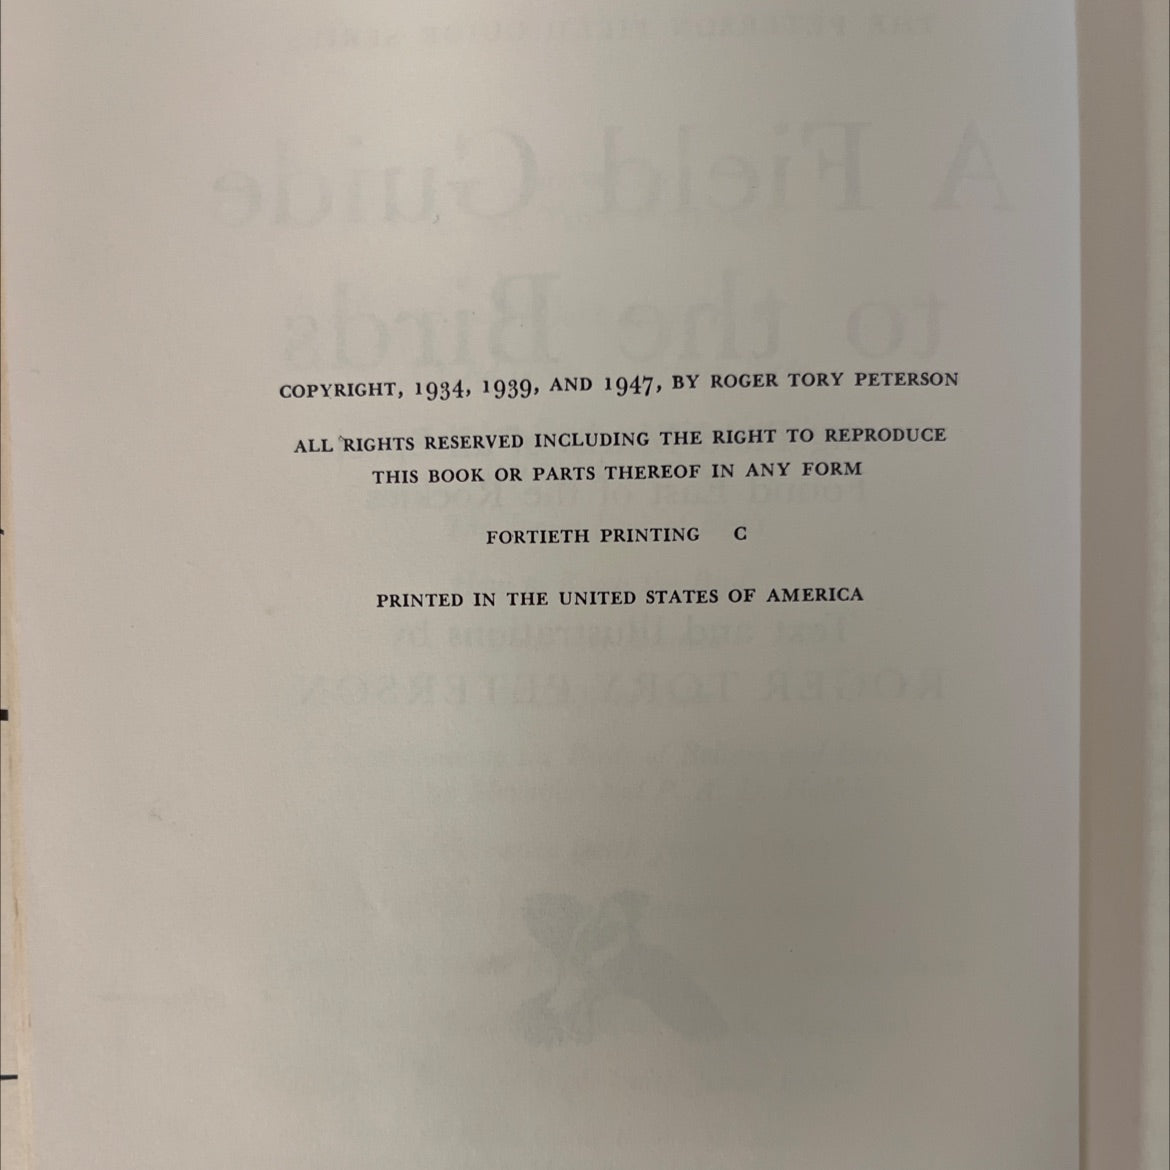 COPYRIGHT, 1934, 1939, AND 1947, BY ROGER TORY PETERSON
ALL RIGHTS RESERVED INCLUDING THE RIGHT TO REPRODUCE
THIS BOOK OR PARTS THEREOF IN ANY FORM
FORTIETH PRINTING C
PRINTED IN THE UNITED STATES OF AMERICA